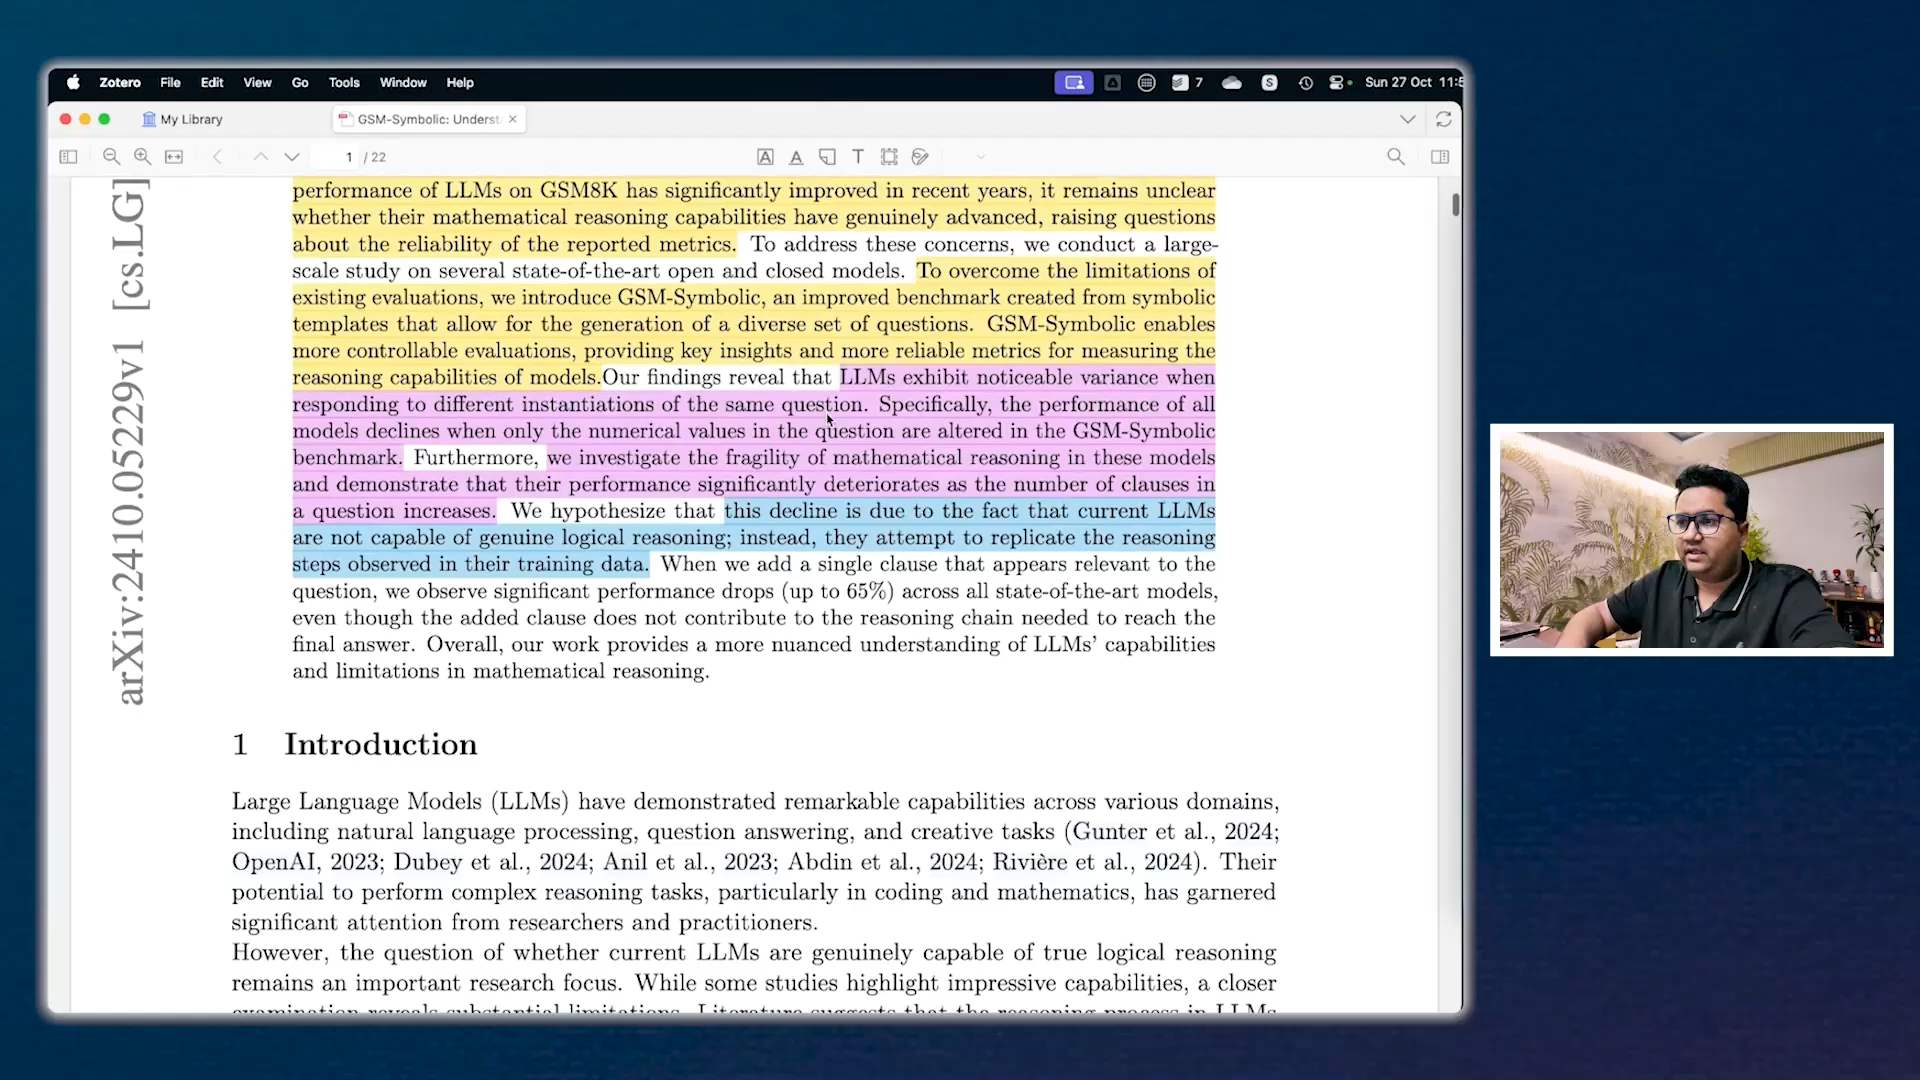 Zotero File Edit View Go Tools Window Help 7 S Sun 27 Oct 11:5
My Library GSM-Symbolic: Underst
1 / 22
arXiv:2410.05229v1 [cs.LG]
performance of LLMs on GSM8K has significantly improved in recent years, it remains unclear
whether their mathematical reasoning capabilities have genuinely advanced, raising questions
about the reliability of the reported metrics. To address these concerns, we conduct a large-
scale study on several state-of-the-art open and closed models. To overcome the limitations of
existing evaluations, we introduce GSM-Symbolic, an improved benchmark created from symbolic
templates that allow for the generation of a diverse set of questions. GSM-Symbolic enables
more controllable evaluations, providing key insights and more reliable metrics for measuring the
reasoning capabilities of models.Our findings reveal that LLMs exhibit noticeable variance when
responding to different instantiations of the same question. Specifically, the performance of all
models declines when only the numerical values in the question are altered in the GSM-Symbolic
benchmark. Furthermore, we investigate the fragility of mathematical reasoning in these models
and demonstrate that their performance significantly deteriorates as the number of clauses in
a question increases. We hypothesize that this decline is due to the fact that current LLMs
are not capable of genuine logical reasoning; instead, they attempt to replicate the reasoning
steps observed in their training data. When we add a single clause that appears relevant to the
question, we observe significant performance drops (up to 65%) across all state-of-the-art models,
even though the added clause does not contribute to the reasoning chain needed to reach the
final answer. Overall, our work provides a more nuanced understanding of LLMs' capabilities
and limitations in mathematical reasoning.
1 Introduction
Large Language Models (LLMs) have demonstrated remarkable capabilities across various domains,
including natural language processing, question answering, and creative tasks (Gunter et al., 2024;
OpenAI, 2023; Dubey et al., 2024; Anil et al., 2023; Abdin et al., 2024; Rivière et al., 2024). Their
potential to perform complex reasoning tasks, particularly in coding and mathematics, has garnered
significant attention from researchers and practitioners.
However, the question of whether current LLMs are genuinely capable of true logical reasoning
remains an important research focus. While some studies highlight impressive capabilities, a closer
examination reveals substantial limitations. Literature suggests that the reasoning process in LLMs